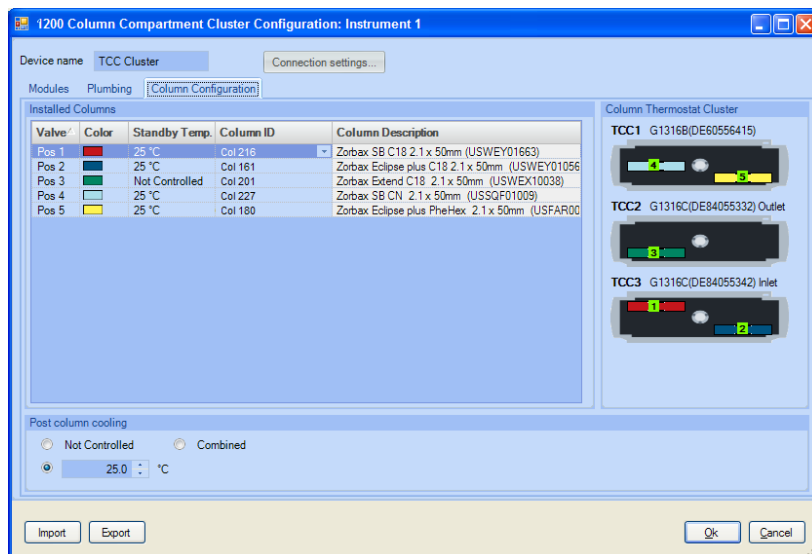 1200 Column Compartment Cluster Configuration: Instrument 1
Device name TCC Cluster Connection settings...
Modules Plumbing Column Configuration
Installed Columns
Valve Color Standby Temp. Column ID Column Description
Pos 1 25 °C Col 216 Zorbax SB C18 2.1 x 50mm (USWEY01663)
Pos 2 25 °C Col 161 Zorbax Eclipse plus C18 2.1 x 50mm (USWEY01056
Pos 3 Not Controlled Col 201 Zorbax Extend C18 2.1 x 50mm (USWEX10038)
Pos 4 25 °C Col 227 Zorbax SB CN 2.1 x 50mm (USSQF01009)
Pos 5 25 °C Col 180 Zorbax Eclipse plus PheHex 2.1 x 50mm (USFAR00
Column Thermostat Cluster
TCC1 G1316B(DE60556415)
4
5
TCC2 G1316C(DE84055332) Outlet
3
TCC3 G1316C(DE84055342) Inlet
1
2
Post column cooling
Not Controlled Combined
25.0 °C
Import Export Ok Cancel